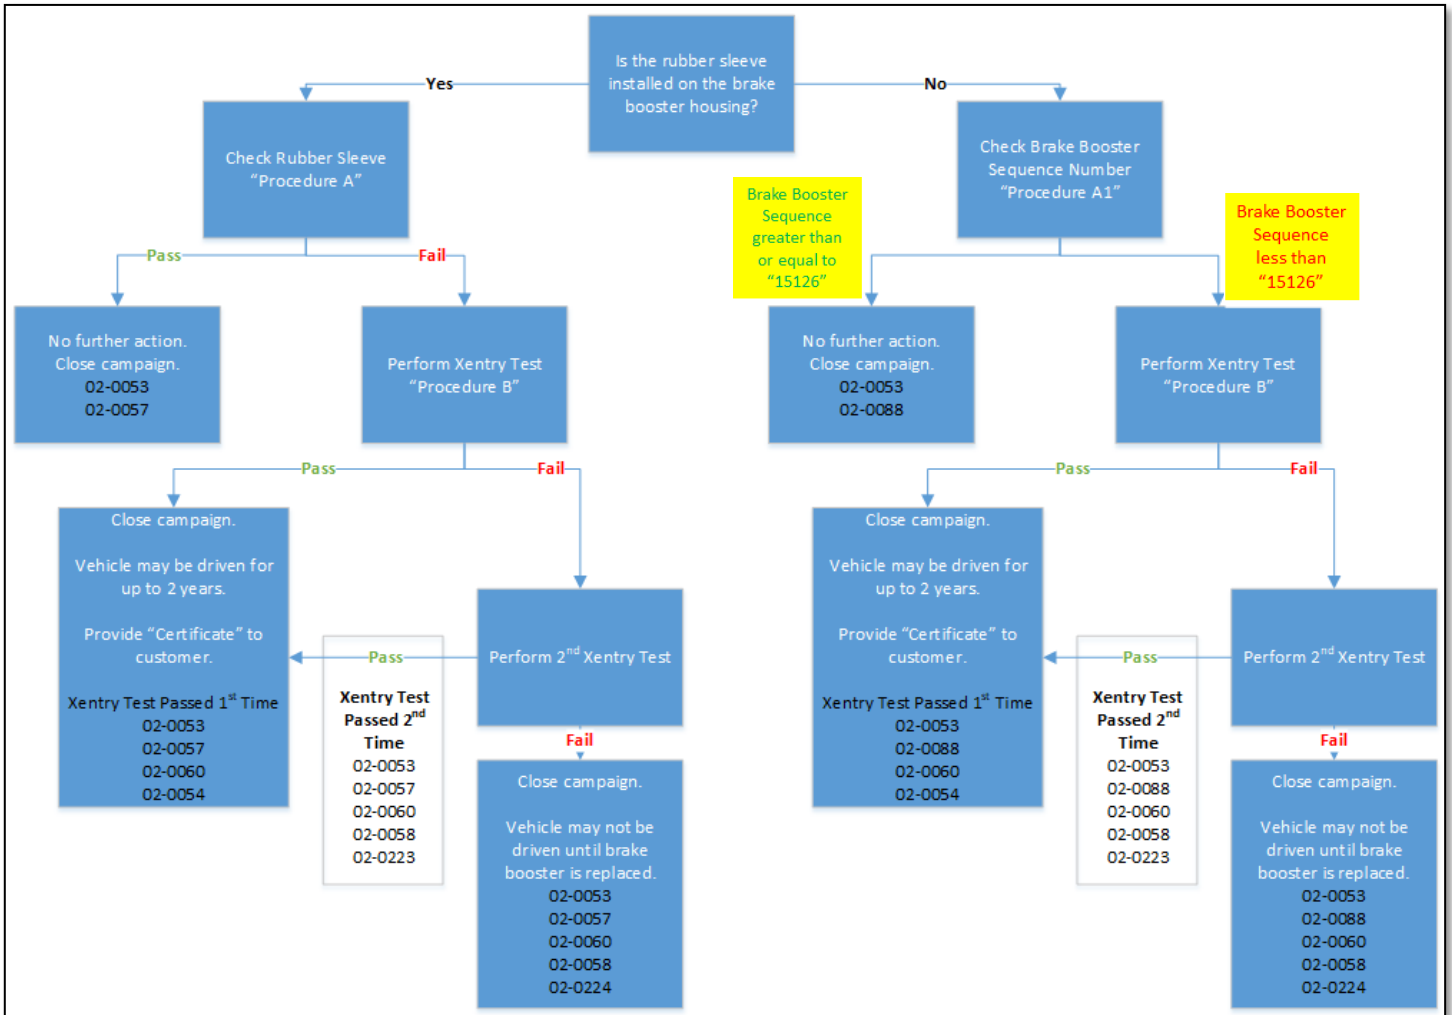 Is the rubber sleeve
installed on the brake
booster housing?
Yes
No
Check Rubber Sleeve
“Procedure A”
Check Brake Booster
Sequence Number
“Procedure A1”
Brake Booster
Sequence
greater than
or equal to
“15126”
Brake Booster
Sequence
less than
“15126”
Pass
Fail
No further action.
Close campaign.
02-0053
02-0057
Perform Xentry Test
“Procedure B”
No further action.
Close campaign.
02-0053
02-0088
Perform Xentry Test
“Procedure B”
Pass
Fail
Pass
Fail
Close campaign.
Vehicle may be driven for
up to 2 years.
Provide “Certificate” to
customer.
Xentry Test Passed 1st Time
02-0053
02-0057
02-0060
02-0054
Pass
Xentry Test
Passed 2nd
Time
02-0053
02-0057
02-0060
02-0058
02-0223
Perform 2nd Xentry Test
Fail
Close campaign.
Vehicle may not be
driven until brake
booster is replaced.
02-0053
02-0057
02-0060
02-0058
02-0224
Close campaign.
Vehicle may be driven for
up to 2 years.
Provide “Certificate” to
customer.
Xentry Test Passed 1st Time
02-0053
02-0088
02-0060
02-0054
Pass
Xentry Test
Passed 2nd
Time
02-0053
02-0088
02-0060
02-0058
02-0223
Perform 2nd Xentry Test
Fail
Close campaign.
Vehicle may not be
driven until brake
booster is replaced.
02-0053
02-0088
02-0060
02-0058
02-0224